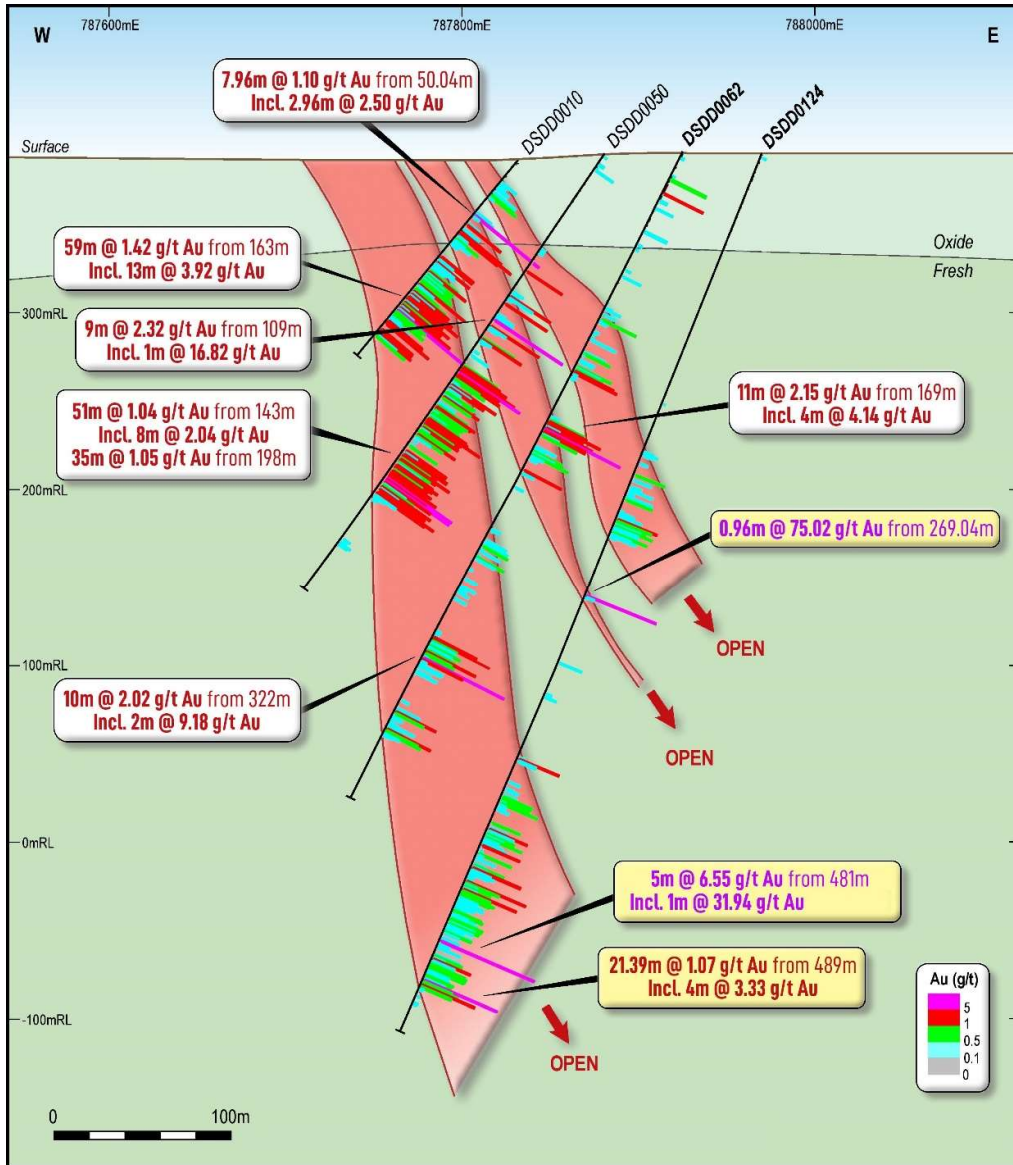 787600mE
787800mE
788000mE
W
E
7.96m @ 1.10 g/t Au from 50.04m
Incl. 2.96m @ 2.50 g/t Au
DSDD0010
DSDD0050
DSDD0062
DSDD0124
Surface
Oxide
Fresh
59m @ 1.42 g/t Au from 163m
Incl. 13m @ 3.92 g/t Au
300mRL
9m @ 2.32 g/t Au from 109m
Incl. 1m @ 16.82 g/t Au
51m @ 1.04 g/t Au from 143m
Incl. 8m @ 2.04 g/t Au
35m @ 1.05 g/t Au from 198m
11m @ 2.15 g/t Au from 169m
Incl. 4m @ 4.14 g/t Au
200mRL
0.96m @ 75.02 g/t Au from 269.04m
OPEN
100mRL
10m @ 2.02 g/t Au from 322m
Incl. 2m @ 9.18 g/t Au
OPEN
0mRL
5m @ 6.55 g/t Au from 481m
Incl. 1m @ 31.94 g/t Au
21.39m @ 1.07 g/t Au from 489m
Incl. 4m @ 3.33 g/t Au
-100mRL
OPEN
Au (g/t)
5
1
0.5
0.1
0
0
100m